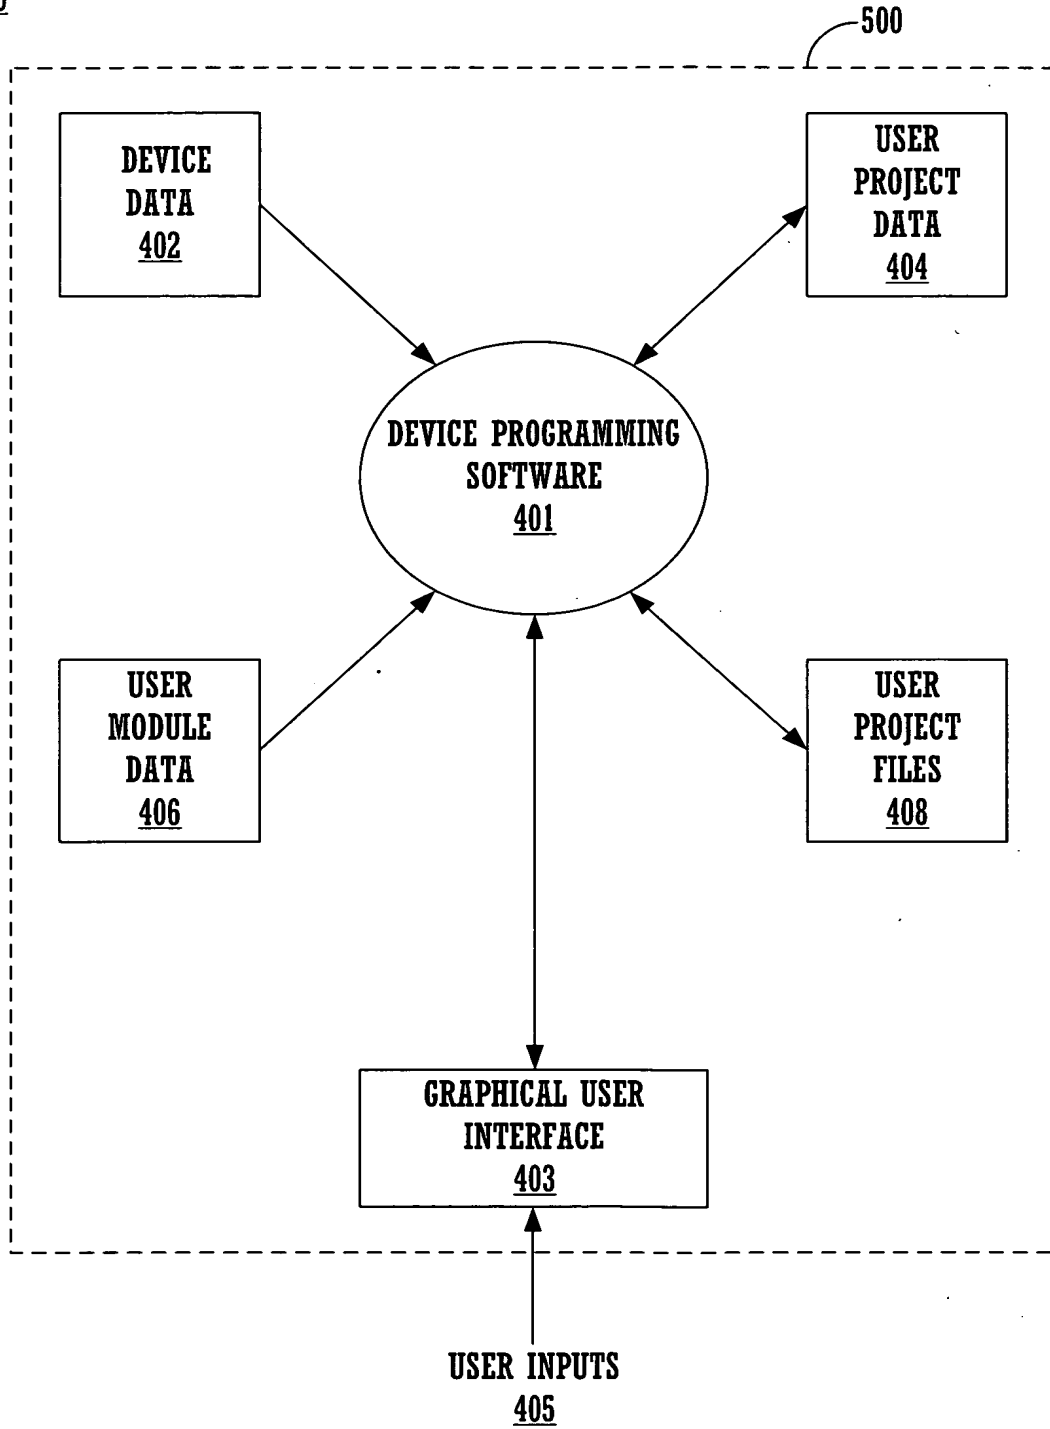 500
DEVICE
DATA
402
USER
PROJECT
DATA
404
DEVICE PROGRAMMING
SOFTWARE
401
USER
MODULE
DATA
406
USER
PROJECT
FILES
408
GRAPHICAL USER
INTERFACE
403
USER INPUTS
405